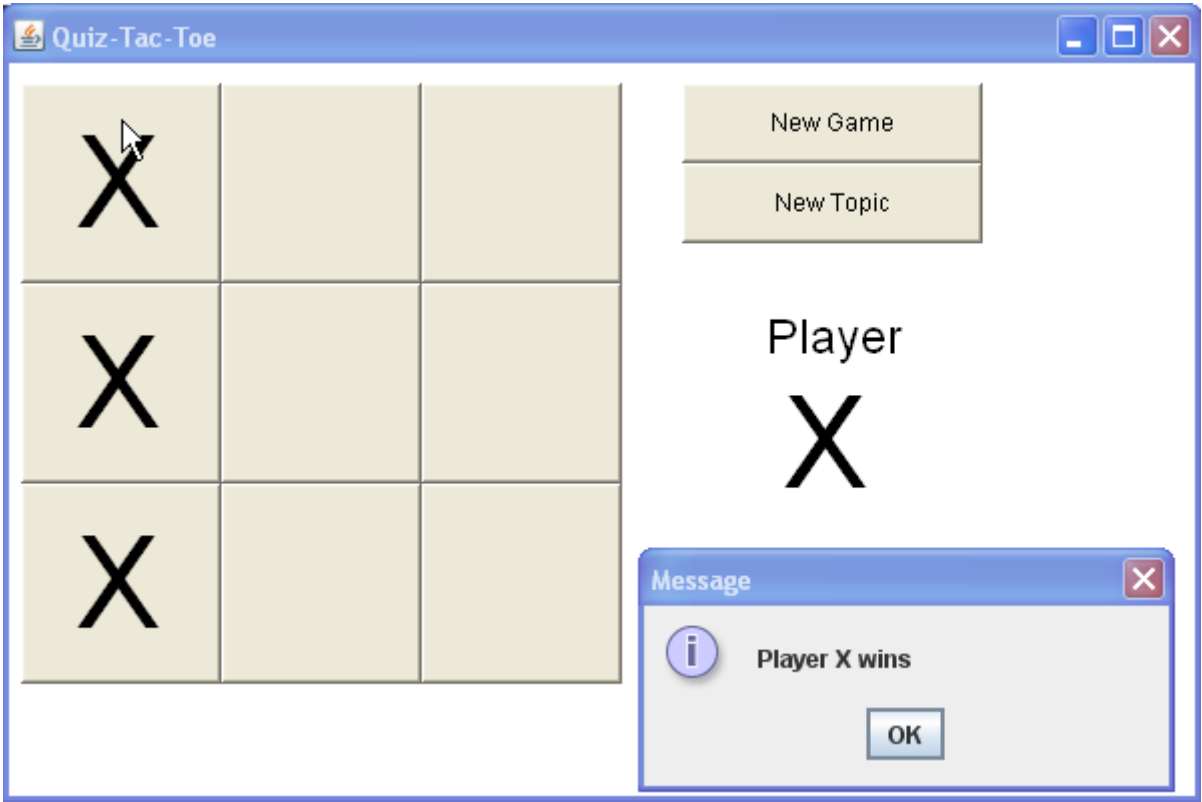 Quiz-Tac-Toe
X
X
X
New Game
New Topic
Player
X
Message
i
Player X wins
OK